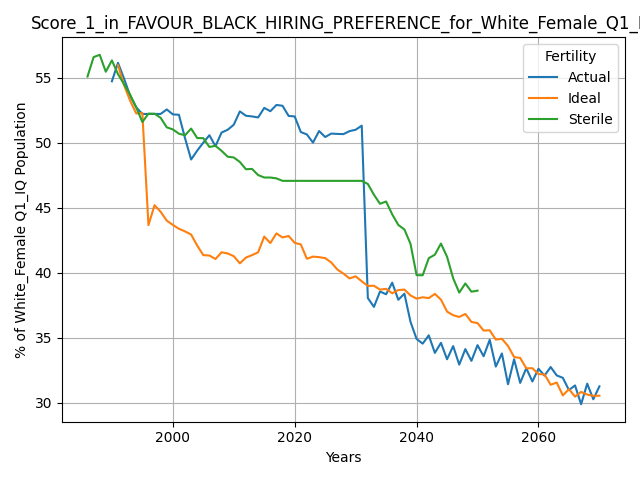 Score_1_in_FAVOUR_BLACK_HIRING_PREFERENCE_for_White_Female_Q1_I
Fertility
Actual
Ideal
Sterile
% of White_Female Q1_IQ Population
55
50
45
40
35
30
2000
2020
2040
2060
Years